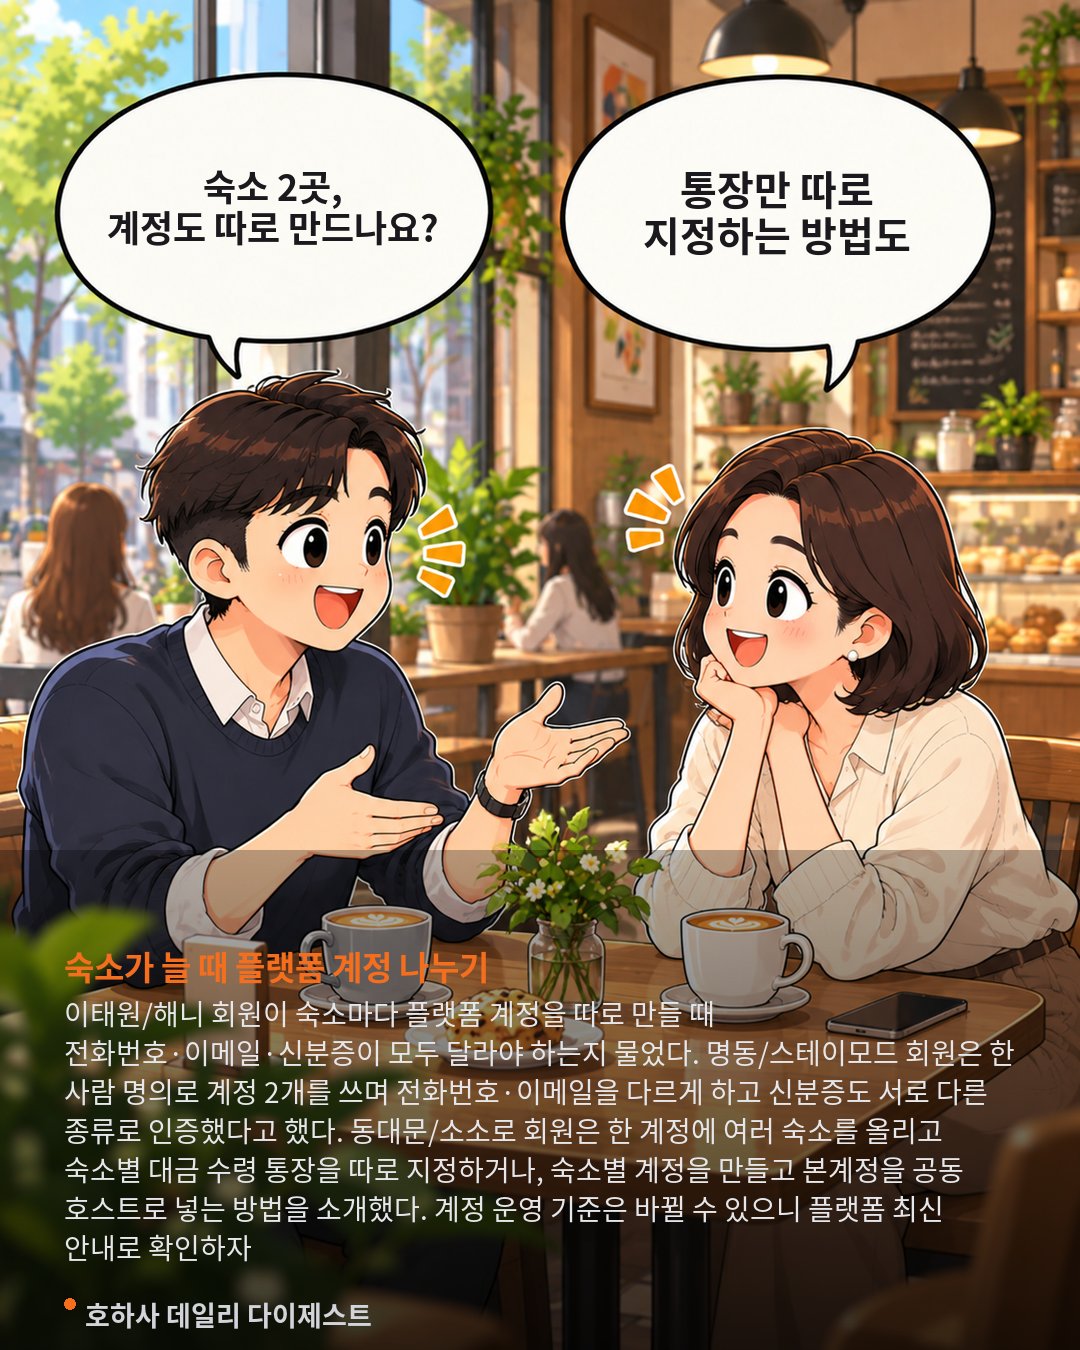 숙소 2곳,
계정도 따로 만드나요?
통장만 따로
지정하는 방법도
숙소가 늘 때 플랫폼 계정 나누기
이태원/해니 회원이 숙소마다 플랫폼 계정을 따로 만들 때
전화번호·이메일·신분증이 모두 달라야 하는지 물었다. 명동/스테이모드 회원은 한
사람 명의로 계정 2개를 쓰며 전화번호·이메일을 다르게 하고 신분증도 서로 다른
종류로 인증했다고 했다. 동대문/소소로 회원은 한 계정에 여러 숙소를 올리고
숙소별 대금 수령 통장을 따로 지정하거나, 숙소별 계정을 만들고 본계정을 공동
호스트로 넣는 방법을 소개했다. 계정 운영 기준은 바뀔 수 있으니 플랫폼 최신
안내로 확인하자
호하사 데일리 다이제스트